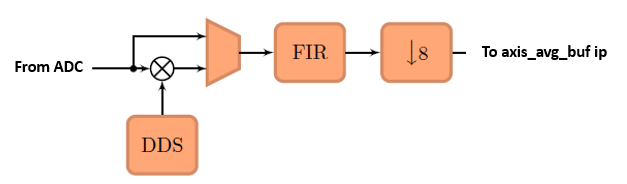 From ADC
FIR
↓8
To axis_avg_buf ip
DDS